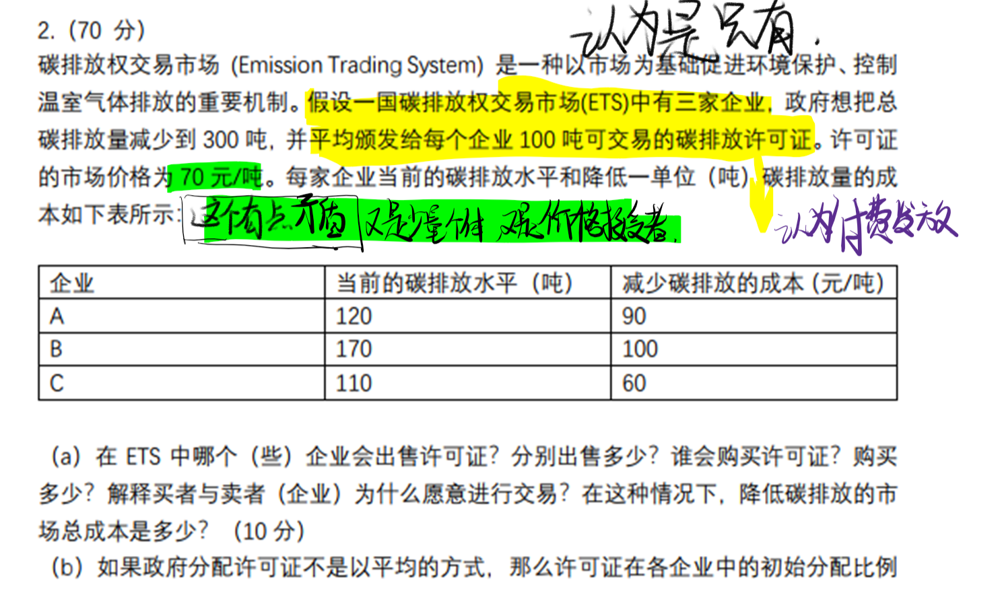 认为是只有.
2.（70 分）
碳排放权交易市场（Emission Trading System）是一种以市场为基础促进环境保护、控制
温室气体排放的重要机制。假设一国碳排放权交易市场(ETS)中有三家企业，政府想把总
碳排放量减少到 300 吨，并平均颁发给每个企业 100 吨可交易的碳排放许可证。许可证
的市场价格为 70 元/吨。每家企业当前的碳排放水平和降低一单位（吨）碳排放量的成
本如下表所示：这个有点矛盾 又是少量个体 又是价格接受者.
认为付费发放
企业 当前的碳排放水平（吨） 减少碳排放的成本（元/吨）
A 120 90
B 170 100
C 110 60
（a）在 ETS 中哪个（些）企业会出售许可证？分别出售多少？谁会购买许可证？购买
多少？解释买者与卖者（企业）为什么愿意进行交易？在这种情况下，降低碳排放的市
场总成本是多少？（10 分）
（b）如果政府分配许可证不是以平均的方式，那么许可证在各企业中的初始分配比例